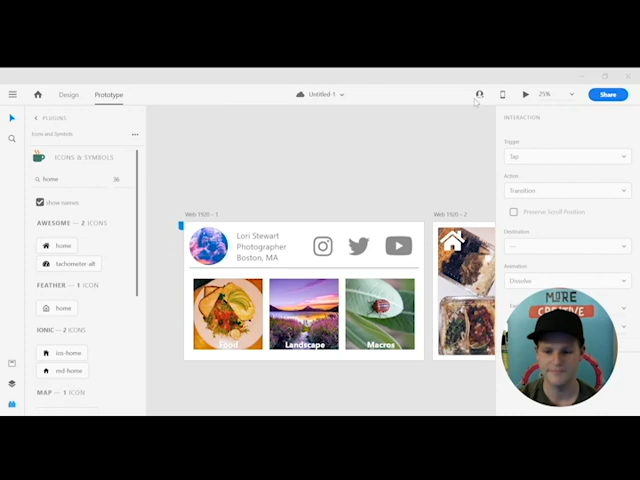 Design
Prototype
Untitled-1
25%
Share
PLUGINS
Icons and Symbols
ICONS & SYMBOLS
home
36
show names
AWESOME — 2 ICONS
home
tachometer-alt
FEATHER — 1 ICON
home
IONIC — 2 ICONS
ios-home
md-home
MAP — 1 ICON
Web 1920 – 1
Lori Stewart
Photographer
Boston, MA
Food
Landscape
Macros
Web 1920 – 2
INTERACTION
Trigger
Tap
Action
Transition
Preserve Scroll Position
Destination
Animation
Dissolve
MORE
CREATIVE